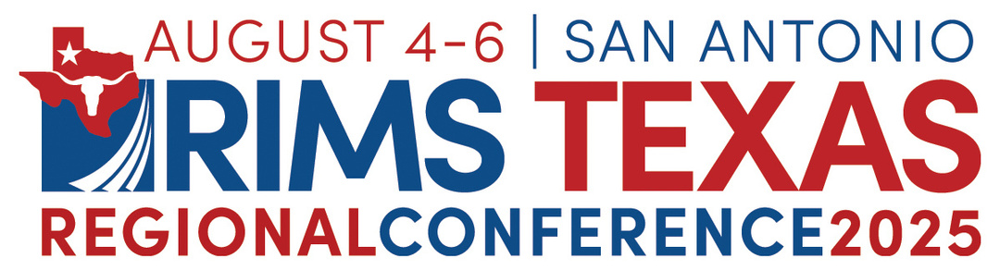 AUGUST 4-6 | SAN ANTONIO
RIMS TEXAS
REGIONALCONFERENCE2025